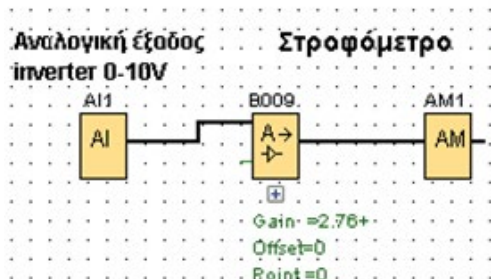 Αναλογική έξοδος
inverter 0-10V
Στροφόμετρο
AI1
B009
AM1
AI
A→
AM
Gain =2.76+
Offset=0
Point=0